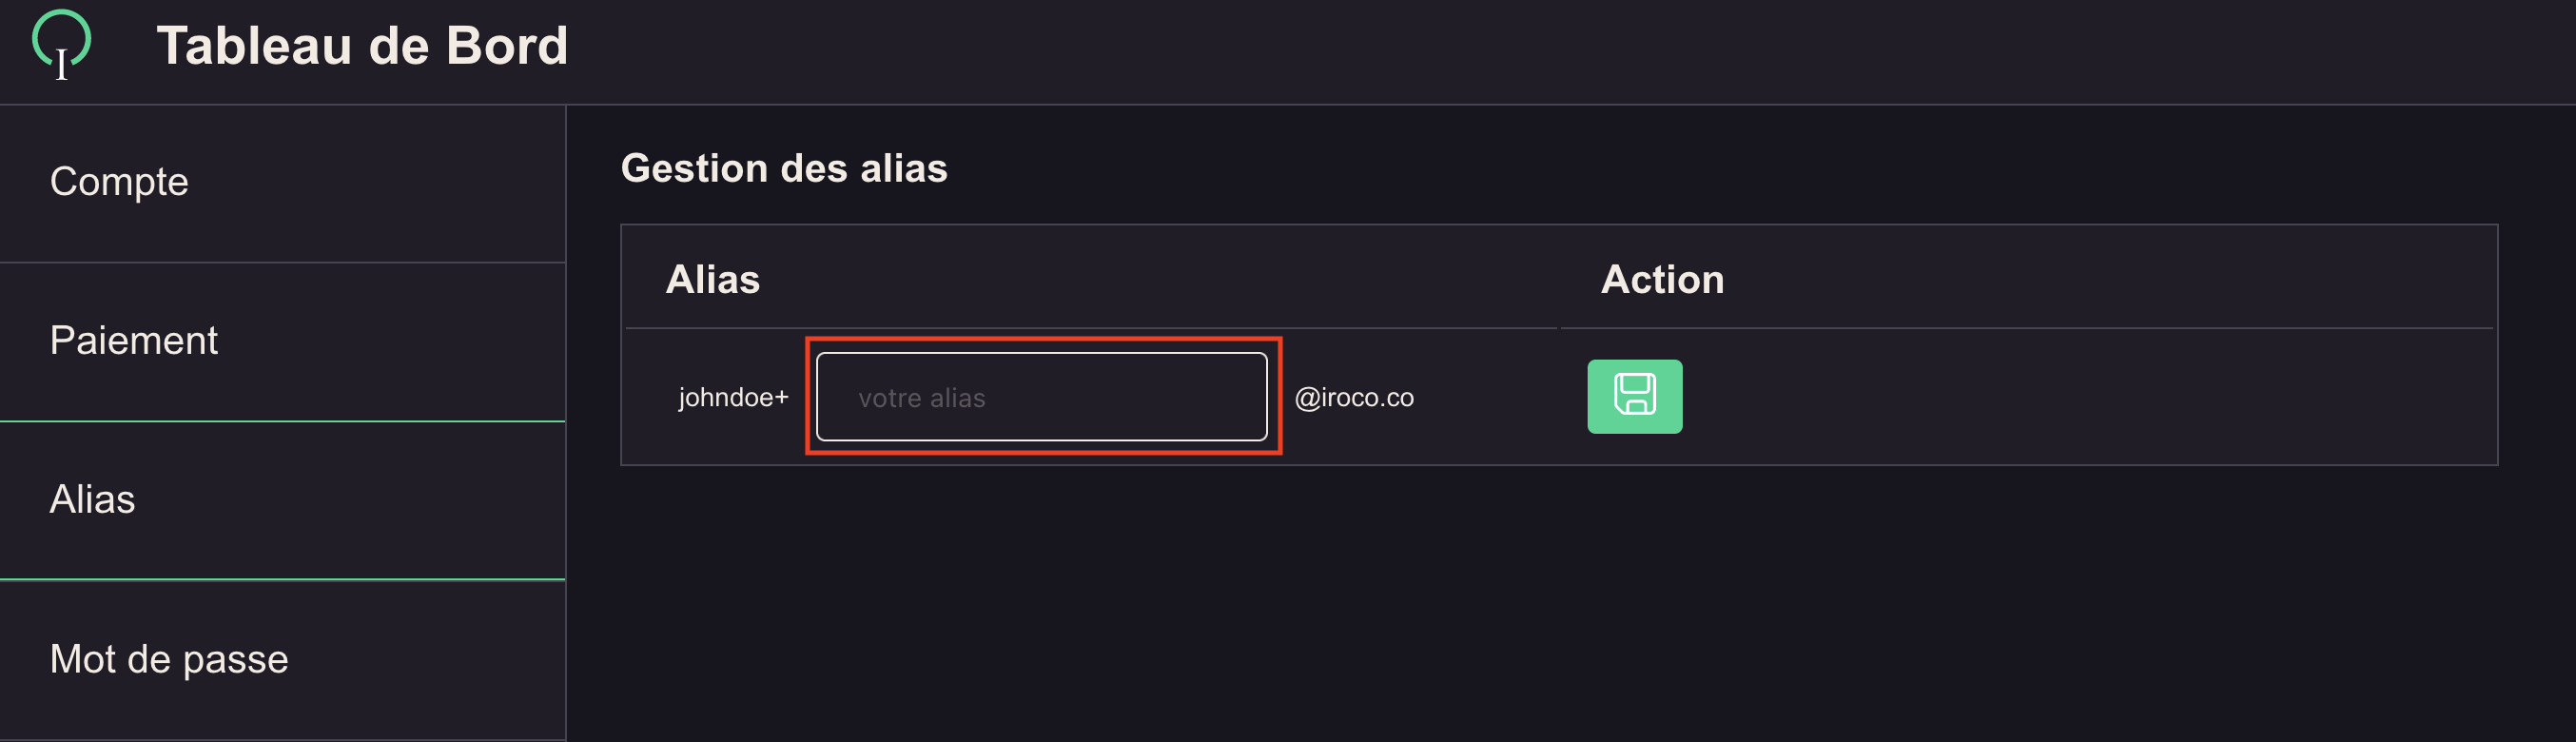 I
Tableau de Bord
Compte
Paiement
Alias
Mot de passe
Gestion des alias
Alias Action
johndoe+ votre alias @iroco.co